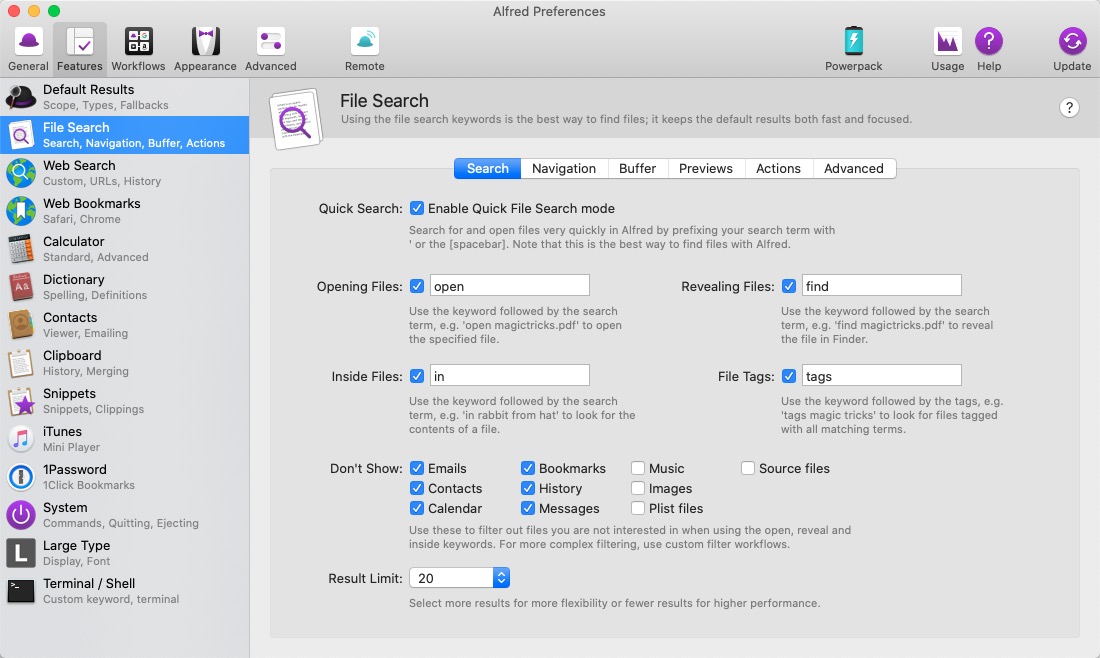 Alfred Preferences
General Features Workflows Appearance Advanced Remote Powerpack Usage Help Update
Default Results
Scope, Types, Fallbacks
File Search
Search, Navigation, Buffer, Actions
Web Search
Custom, URLs, History
Web Bookmarks
Safari, Chrome
Calculator
Standard, Advanced
Dictionary
Spelling, Definitions
Contacts
Viewer, Emailing
Clipboard
History, Merging
Snippets
Snippets, Clippings
iTunes
Mini Player
1Password
1Click Bookmarks
System
Commands, Quitting, Ejecting
Large Type
Display, Font
Terminal / Shell
Custom keyword, terminal
File Search
Using the file search keywords is the best way to find files; it keeps the default results both fast and focused.
?
Search Navigation Buffer Previews Actions Advanced
Quick Search: Enable Quick File Search mode
Search for and open files very quickly in Alfred by prefixing your search term with
' or the [spacebar]. Note that this is the best way to find files with Alfred.
Opening Files: open
Use the keyword followed by the search
term, e.g. 'open magictricks.pdf' to open
the specified file.
Revealing Files: find
Use the keyword followed by the search
term, e.g. 'find magictricks.pdf' to reveal
the file in Finder.
Inside Files: in
Use the keyword followed by the search
term, e.g. 'in rabbit from hat' to look for the
contents of a file.
File Tags: tags
Use the keyword followed by the tags, e.g.
'tags magic tricks' to look for files tagged
with all matching terms.
Don't Show: Emails Bookmarks Music Source files
Contacts History Images
Calendar Messages Plist files
Use these to filter out files you are not interested in when using the open, reveal and
inside keywords. For more complex filtering, use custom filter workflows.
Result Limit: 20
Select more results for more flexibility or fewer results for higher performance.